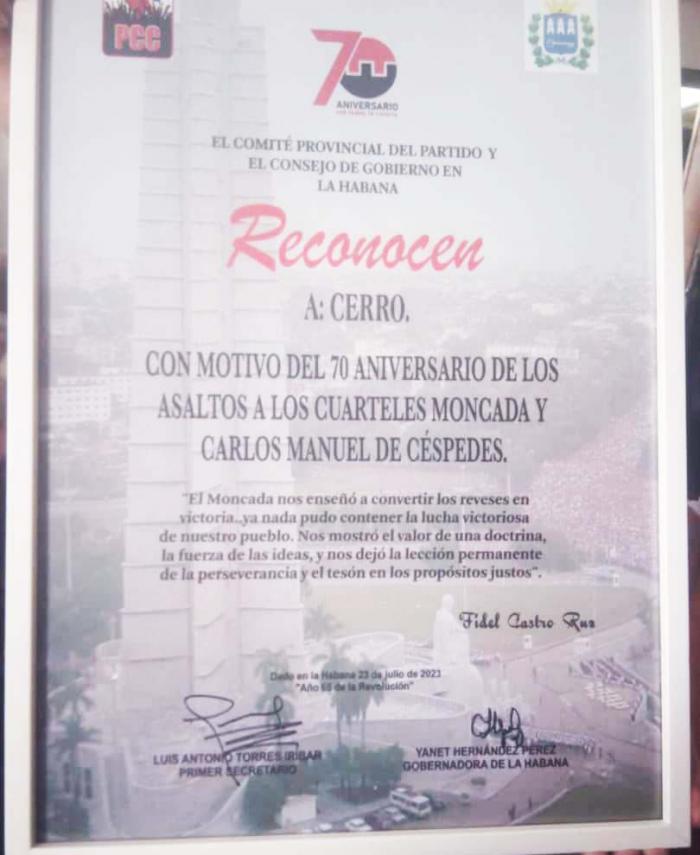 PCC
AAA
70
ANIVERSARIO
EL COMITÉ PROVINCIAL DEL PARTIDO Y
EL CONSEJO DE GOBIERNO EN
LA HABANA
Reconocen
A: CERRO.
CON MOTIVO DEL 70 ANIVERSARIO DE LOS
ASALTOS A LOS CUARTELES MONCADA Y
CARLOS MANUEL DE CÉSPEDES.
"El Moncada nos enseñó a convertir los reveses en
victoria..ya nada pudo contener la lucha victoriosa
de nuestro pueblo. Nos mostró el valor de una doctrina,
la fuerza de las ideas, y nos dejó la lección permanente
de la perseverancia y el tesón en los propósitos justos".
Fidel Castro Ruz
Dado en la Habana 23 de julio de 2023
"Año 65 de la Revolución"
LUIS ANTONIO TORRES IRIBAR
PRIMER SECRETARIO
YANET HERNÁNDEZ PÉREZ
GOBERNADORA DE LA HABANA